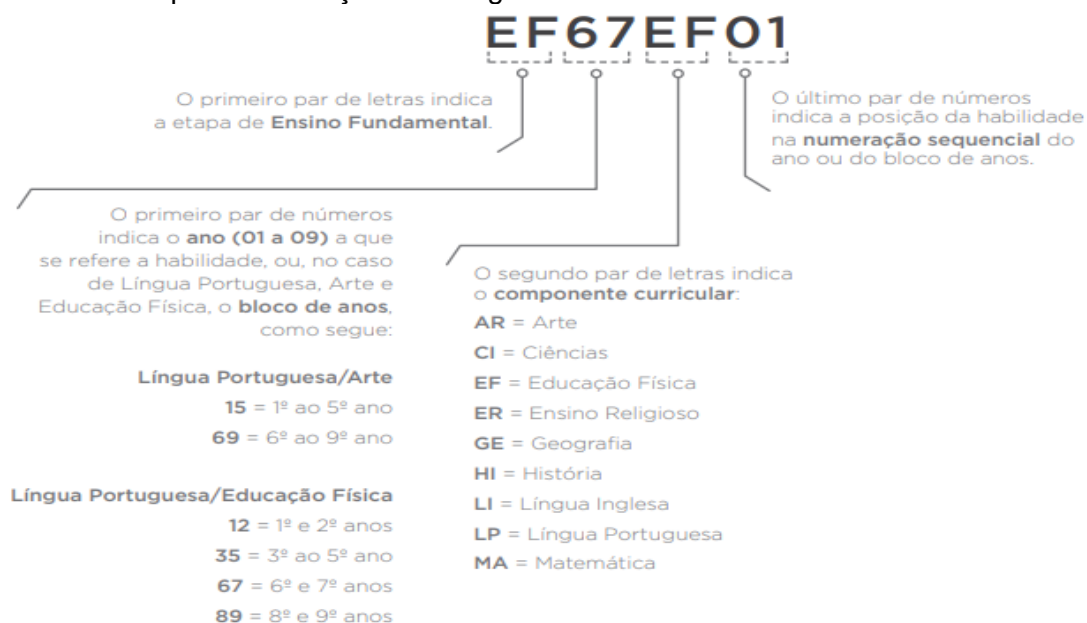 EF67EF01
O primeiro par de letras indica
a etapa de Ensino Fundamental.
O último par de números
indica a posição da habilidade
na numeração sequencial do
ano ou do bloco de anos.
O primeiro par de números
indica o ano (01 a 09) a que
se refere a habilidade, ou, no caso
de Língua Portuguesa, Arte e
Educação Física, o bloco de anos,
como segue:
Língua Portuguesa/Arte
15 = 1º ao 5º ano
69 = 6º ao 9º ano
Língua Portuguesa/Educação Física
12 = 1º e 2º anos
35 = 3º ao 5º ano
67 = 6º e 7º anos
89 = 8º e 9º anos
O segundo par de letras indica
o componente curricular:
AR = Arte
CI = Ciências
EF = Educação Física
ER = Ensino Religioso
GE = Geografia
HI = História
LI = Língua Inglesa
LP = Língua Portuguesa
MA = Matemática